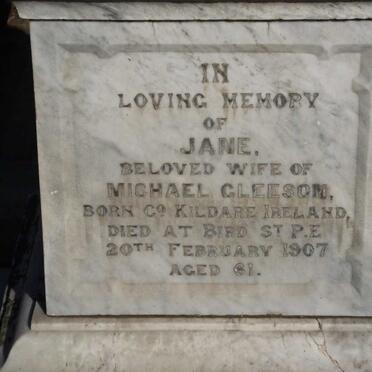 IN
LOVING MEMORY
OF
JANE,
BELOVED WIFE OF
MICHAEL GLEESON,
BORN CO KILDARE IRELAND,
DIED AT BIRD ST P.E
20TH FEBRUARY 1907
AGED 61.